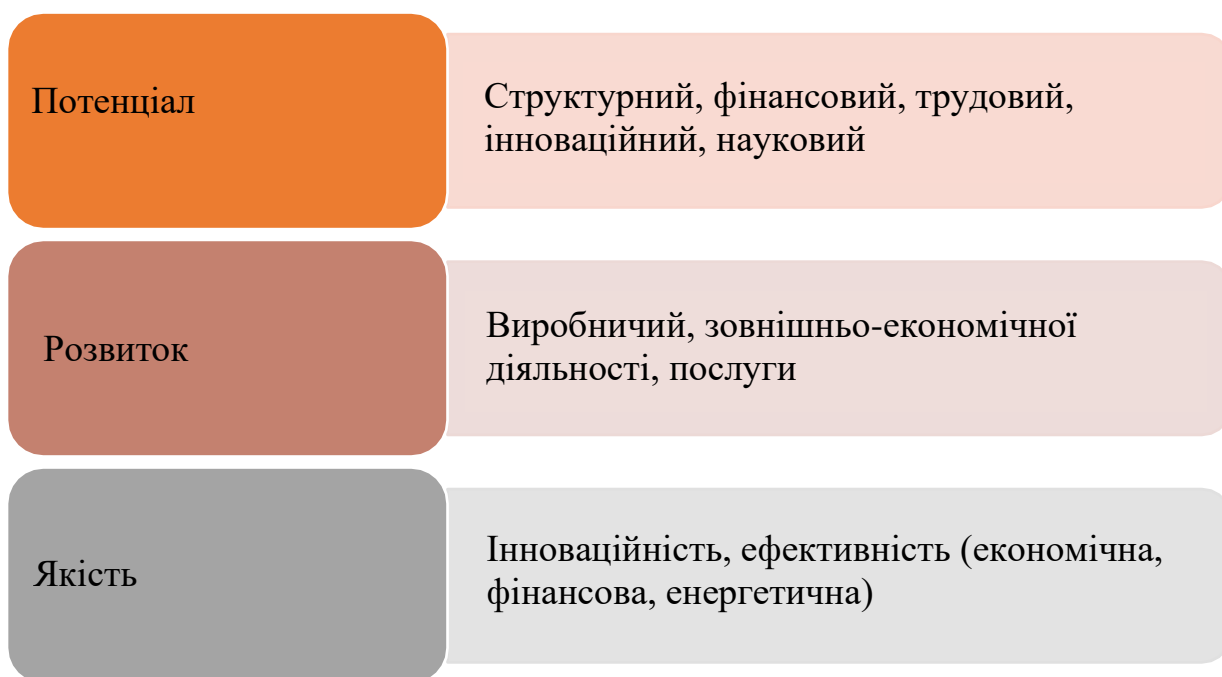 Потенціал
Структурний, фінансовий, трудовий,
інноваційний, науковий
Розвиток
Виробничий, зовнішньо-економічної
діяльності, послуги
Якість
Інноваційність, ефективність (економічна,
фінансова, енергетична)